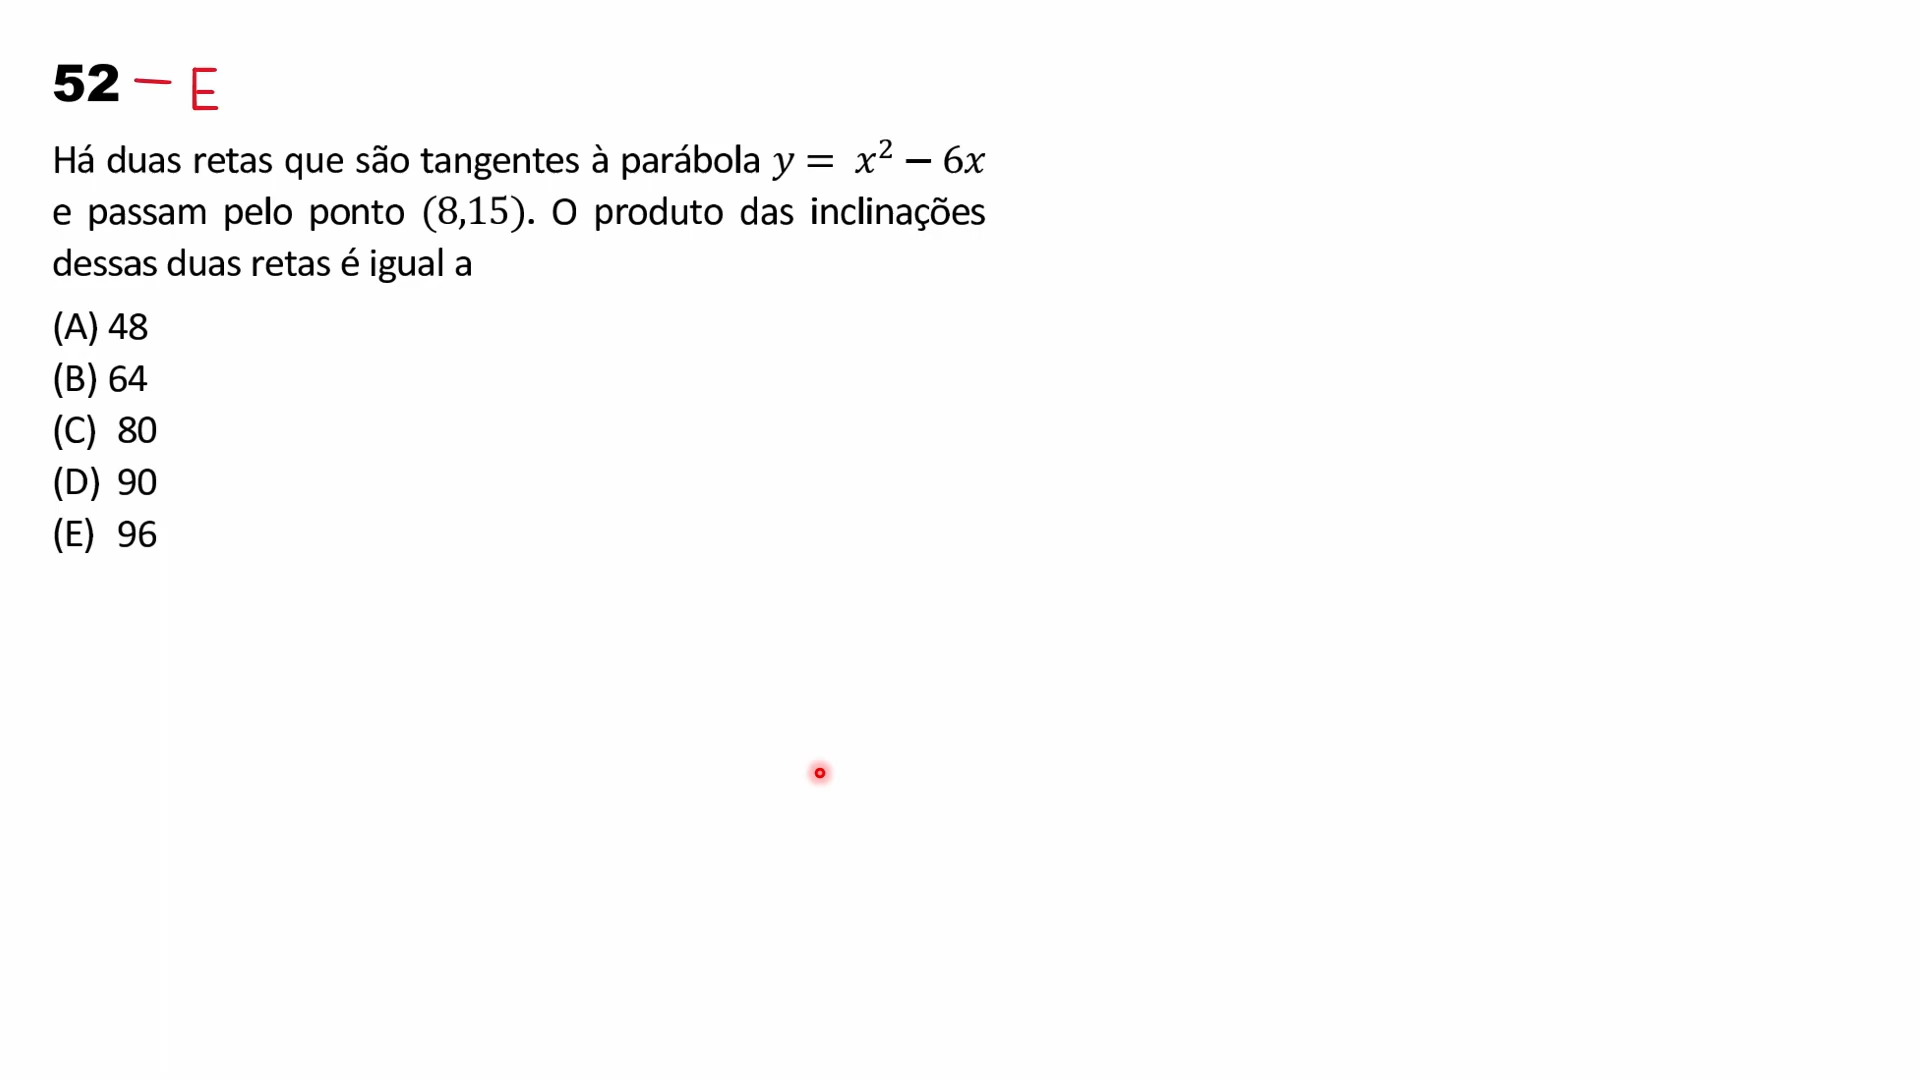 52 – E
Há duas retas que são tangentes à parábola y = x² − 6x
e passam pelo ponto (8,15). O produto das inclinações
dessas duas retas é igual a
(A) 48
(B) 64
(C) 80
(D) 90
(E) 96